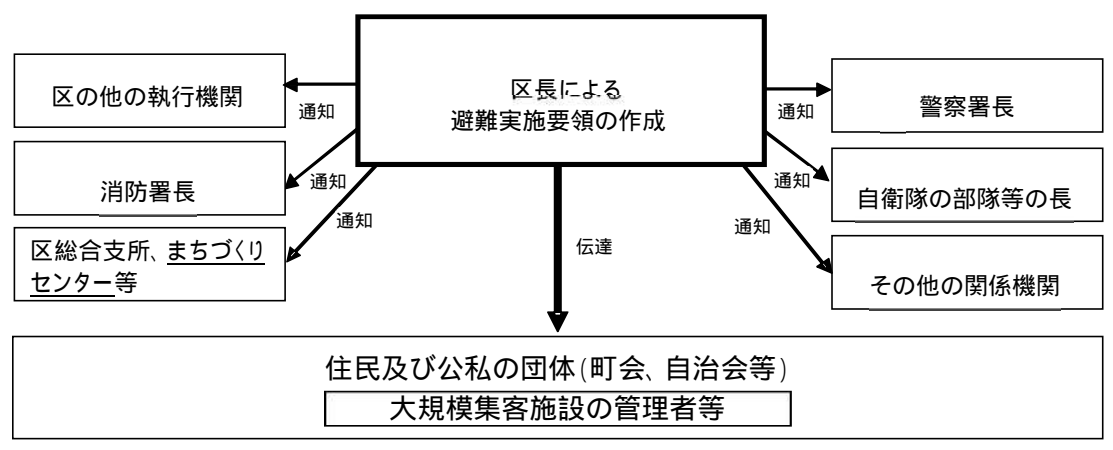 区長による
避難実施要領の作成
区の他の執行機関
通知
消防署長
通知
区総合支所、まちづくり
センター等
通知
警察署長
通知
自衛隊の部隊等の長
通知
その他の関係機関
通知
伝達
住民及び公私の団体(町会、自治会等)
大規模集客施設の管理者等